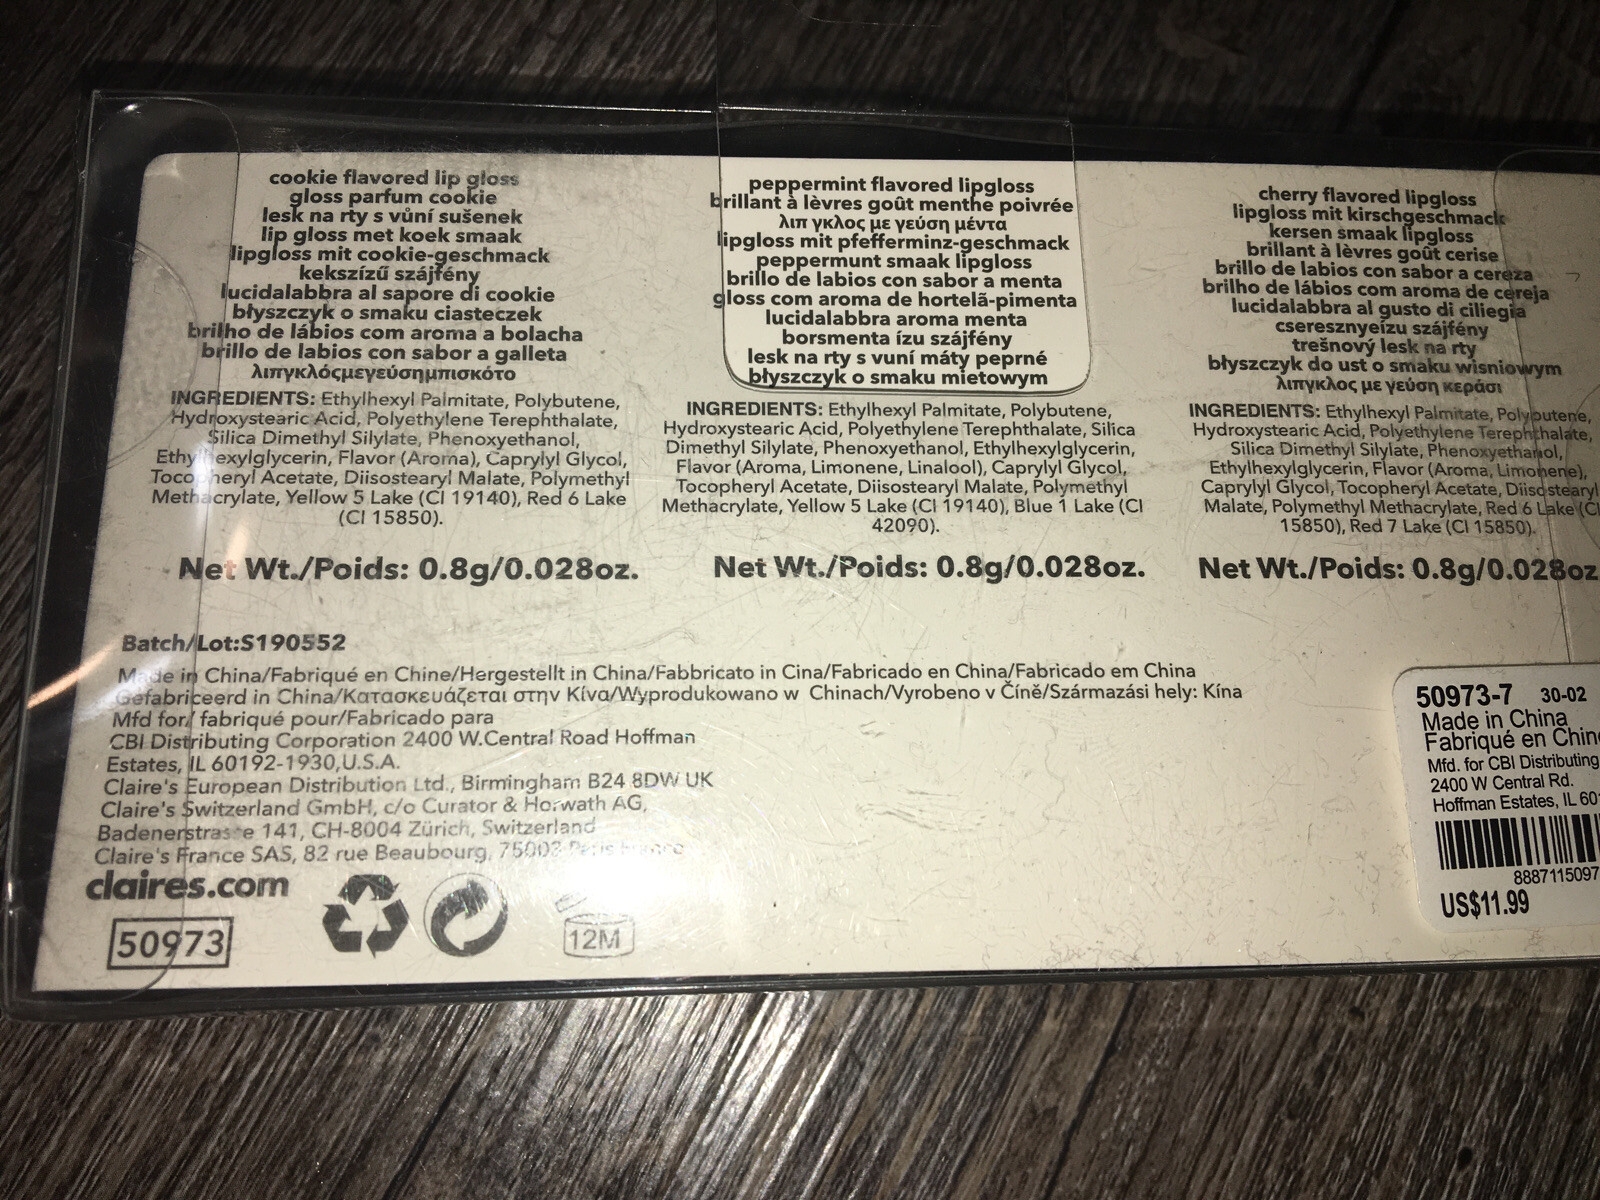 cookie flavored lip gloss
gloss parfum cookie
lesk na rty s vůní sušenek
lip gloss met koek smaak
lipgloss mit cookie-geschmack
kekszízű szájfény
lucidalabbra al sapore di cookie
błyszczyk o smaku ciasteczek
brilho de lábios com aroma a bolacha
brillo de labios con sabor a galleta
λιπγκλόςμεγεύσημπισκότο
INGREDIENTS: Ethylhexyl Palmitate, Polybutene,
Hydroxystearic Acid, Polyethylene Terephthalate,
Silica Dimethyl Silylate, Phenoxyethanol,
Ethylhexylglycerin, Flavor (Aroma), Caprylyl Glycol,
Tocopheryl Acetate, Diisostearyl Malate, Polymethyl
Methacrylate, Yellow 5 Lake (CI 19140), Red 6 Lake
(CI 15850).
Net Wt./Poids: 0.8g/0.028oz.
peppermint flavored lipgloss
brillant à lèvres goût menthe poivrée
λιπ γκλος με γεύση μέντα
lipgloss mit pfefferminz-geschmack
peppermunt smaak lipgloss
brillo de labios con sabor a menta
gloss com aroma de hortelã-pimenta
lucidalabbra aroma menta
borsmenta ízu szájfény
lesk na rty s vuní máty peprné
błyszczyk o smaku miętowym
INGREDIENTS: Ethylhexyl Palmitate, Polybutene,
Hydroxystearic Acid, Polyethylene Terephthalate, Silica
Dimethyl Silylate, Phenoxyethanol, Ethylhexylglycerin,
Flavor (Aroma, Limonene, Linalool), Caprylyl Glycol,
Tocopheryl Acetate, Diisostearyl Malate, Polymethyl
Methacrylate, Yellow 5 Lake (CI 19140), Blue 1 Lake (CI
42090).
Net Wt./Poids: 0.8g/0.028oz.
cherry flavored lipgloss
lipgloss mit kirschgeschmack
kersen smaak lipgloss
brillant à lèvres goût cerise
brillo de labios con sabor a cereza
brilho de lábios com aroma de cereja
lucidalabbra al gusto di ciliegia
cseresznyeízu szájfény
trešnový lesk na rty
błyszczyk do ust o smaku wisniowym
λιπγκλος με γεύση κεράσι
INGREDIENTS: Ethylhexyl Palmitate, Polybutene,
Hydroxystearic Acid, Polyethylene Terephthalate,
Silica Dimethyl Silylate, Phenoxyethanol,
Ethylhexylglycerin, Flavor (Aroma, Limonene),
Caprylyl Glycol, Tocopheryl Acetate, Diisostearyl
Malate, Polymethyl Methacrylate, Red 6 Lake (CI
15850), Red 7 Lake (CI 15850).
Net Wt./Poids: 0.8g/0.028oz
Batch/Lot:S190552
Made in China/Fabriqué en Chine/Hergestellt in China/Fabbricato in Cina/Fabricado en China/Fabricado em China
Gefabriceerd in China/Κατασκευάζεται στην Κίνα/Wyprodukowano w Chinach/Vyrobeno v Číně/Származási hely: Kína
Mfd for/ fabriqué pour/Fabricado para
CBI Distributing Corporation 2400 W.Central Road Hoffman
Estates, IL 60192-1930,U.S.A.
Claire's European Distribution Ltd., Birmingham B24 8DW UK
Claire's Switzerland GmbH, c/o Curator & Horwath AG,
Badenerstrasse 141, CH-8004 Zürich, Switzerland
Claire's France SAS, 82 rue Beaubourg, 75003 Paris France
claires.com
50973
12M
50973-7 30-02
Made in China
Fabriqué en Chine
Mfd. for CBI Distributing
2400 W Central Rd.
Hoffman Estates, IL 60
8887115097
US$11.99